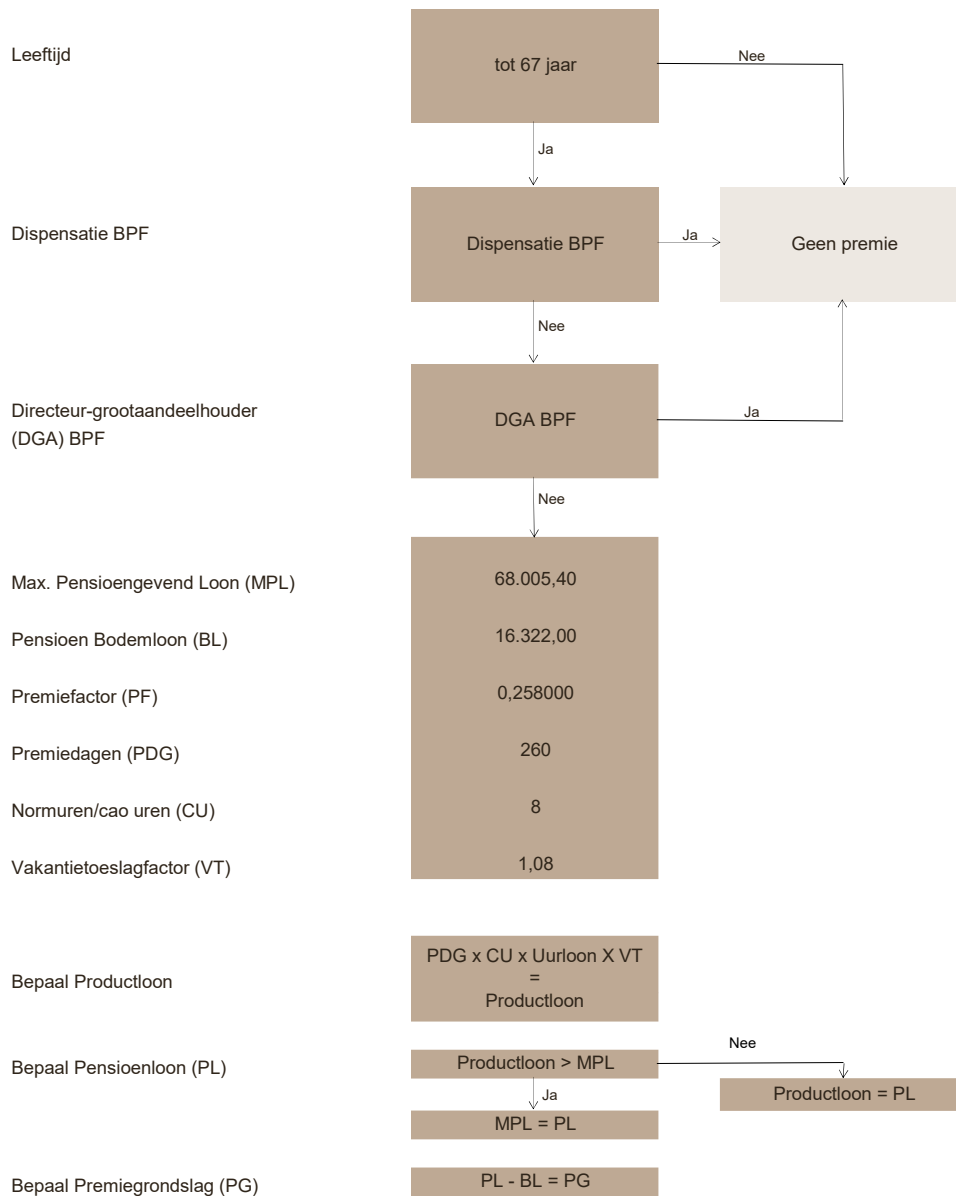 Leeftijd
tot 67 jaar
Nee
Ja
Dispensatie BPF
Dispensatie BPF
Ja
Geen premie
Nee
Directeur-grootaandeelhouder
(DGA) BPF
DGA BPF
Ja
Nee
Max. Pensioengevend Loon (MPL)
68.005,40
Pensioen Bodemloon (BL)
16.322,00
Premiefactor (PF)
0,258000
Premiedagen (PDG)
260
Normuren/cao uren (CU)
8
Vakantietoeslagfactor (VT)
1,08
Bepaal Productloon
PDG x CU x Uurloon X VT
=
Productloon
Bepaal Pensioenloon (PL)
Productloon > MPL
Nee
Ja
Productloon = PL
MPL = PL
Bepaal Premiegrondslag (PG)
PL - BL = PG